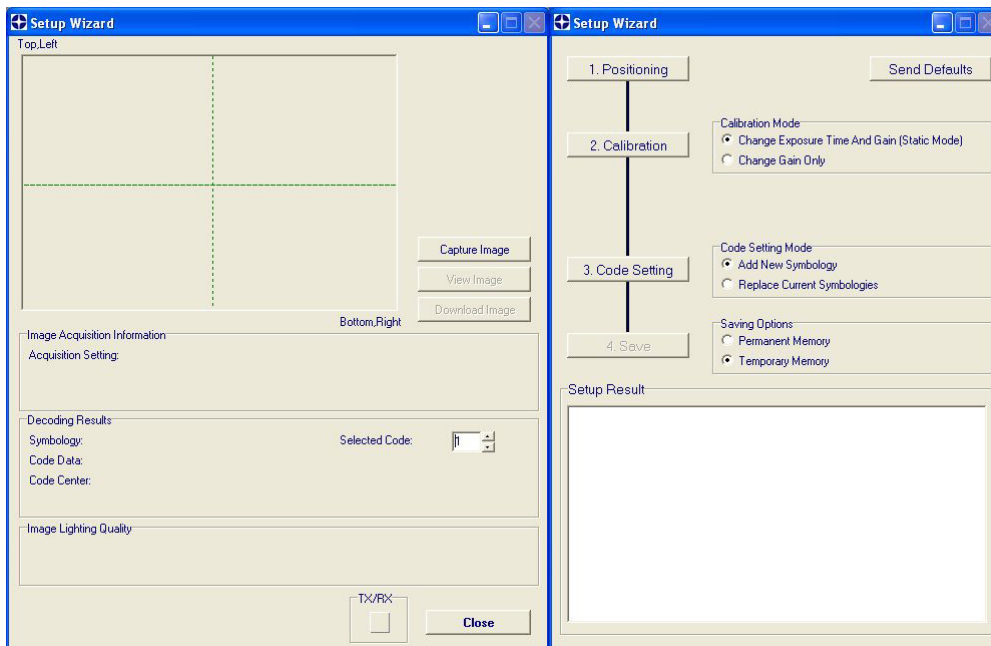 Setup Wizard
Top,Left
Capture Image
View Image
Download Image
Bottom,Right
Image Acquisition Information
Acquisition Setting:
Decoding Results
Symbology:
Selected Code:
1
Code Data:
Code Center:
Image Lighting Quality
TX/RX
Close
Setup Wizard
1. Positioning
Send Defaults
Calibration Mode
2. Calibration
Change Exposure Time And Gain (Static Mode)
Change Gain Only
Code Setting Mode
3. Code Setting
Add New Symbology
Replace Current Symbologies
Saving Options
4. Save
Permanent Memory
Temporary Memory
Setup Result